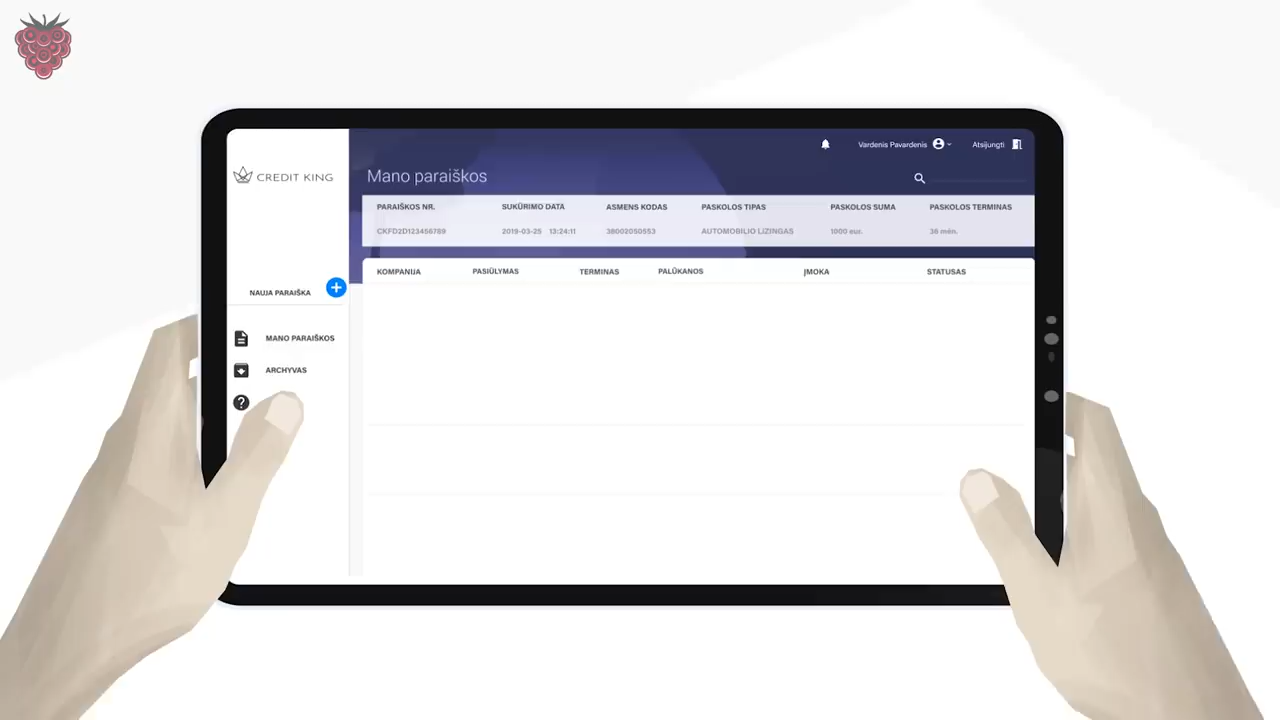 Vardenis Pavardenis Atsijungti
CREDIT KING
Mano paraiškos
PARAIŠKOS NR. SUKŪRIMO DATA ASMENS KODAS PASKOLOS TIPAS PASKOLOS SUMA PASKOLOS TERMINAS
CKFD2D123456789 2019-03-25 13:24:11 38002050553 AUTOMOBILIO LIZINGAS 1000 eur. 36 mėn.
KOMPANIJA PASIŪLYMAS TERMINAS PALŪKANOS ĮMOKA STATUSAS
NAUJA PARAIŠKA
MANO PARAIŠKOS
ARCHYVAS